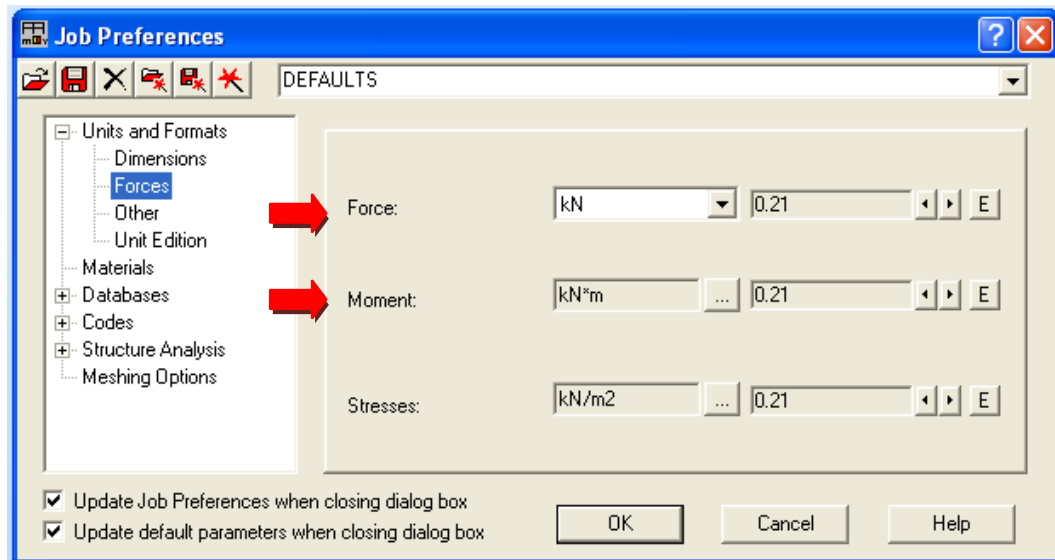 Job Preferences
DEFAULTS
Units and Formats
Dimensions
Forces
Other
Unit Edition
Materials
Databases
Codes
Structure Analysis
Meshing Options
Force: kN 0.21 E
Moment: kN*m ... 0.21 E
Stresses: kN/m2 ... 0.21 E
Update Job Preferences when closing dialog box
Update default parameters when closing dialog box
OK Cancel Help